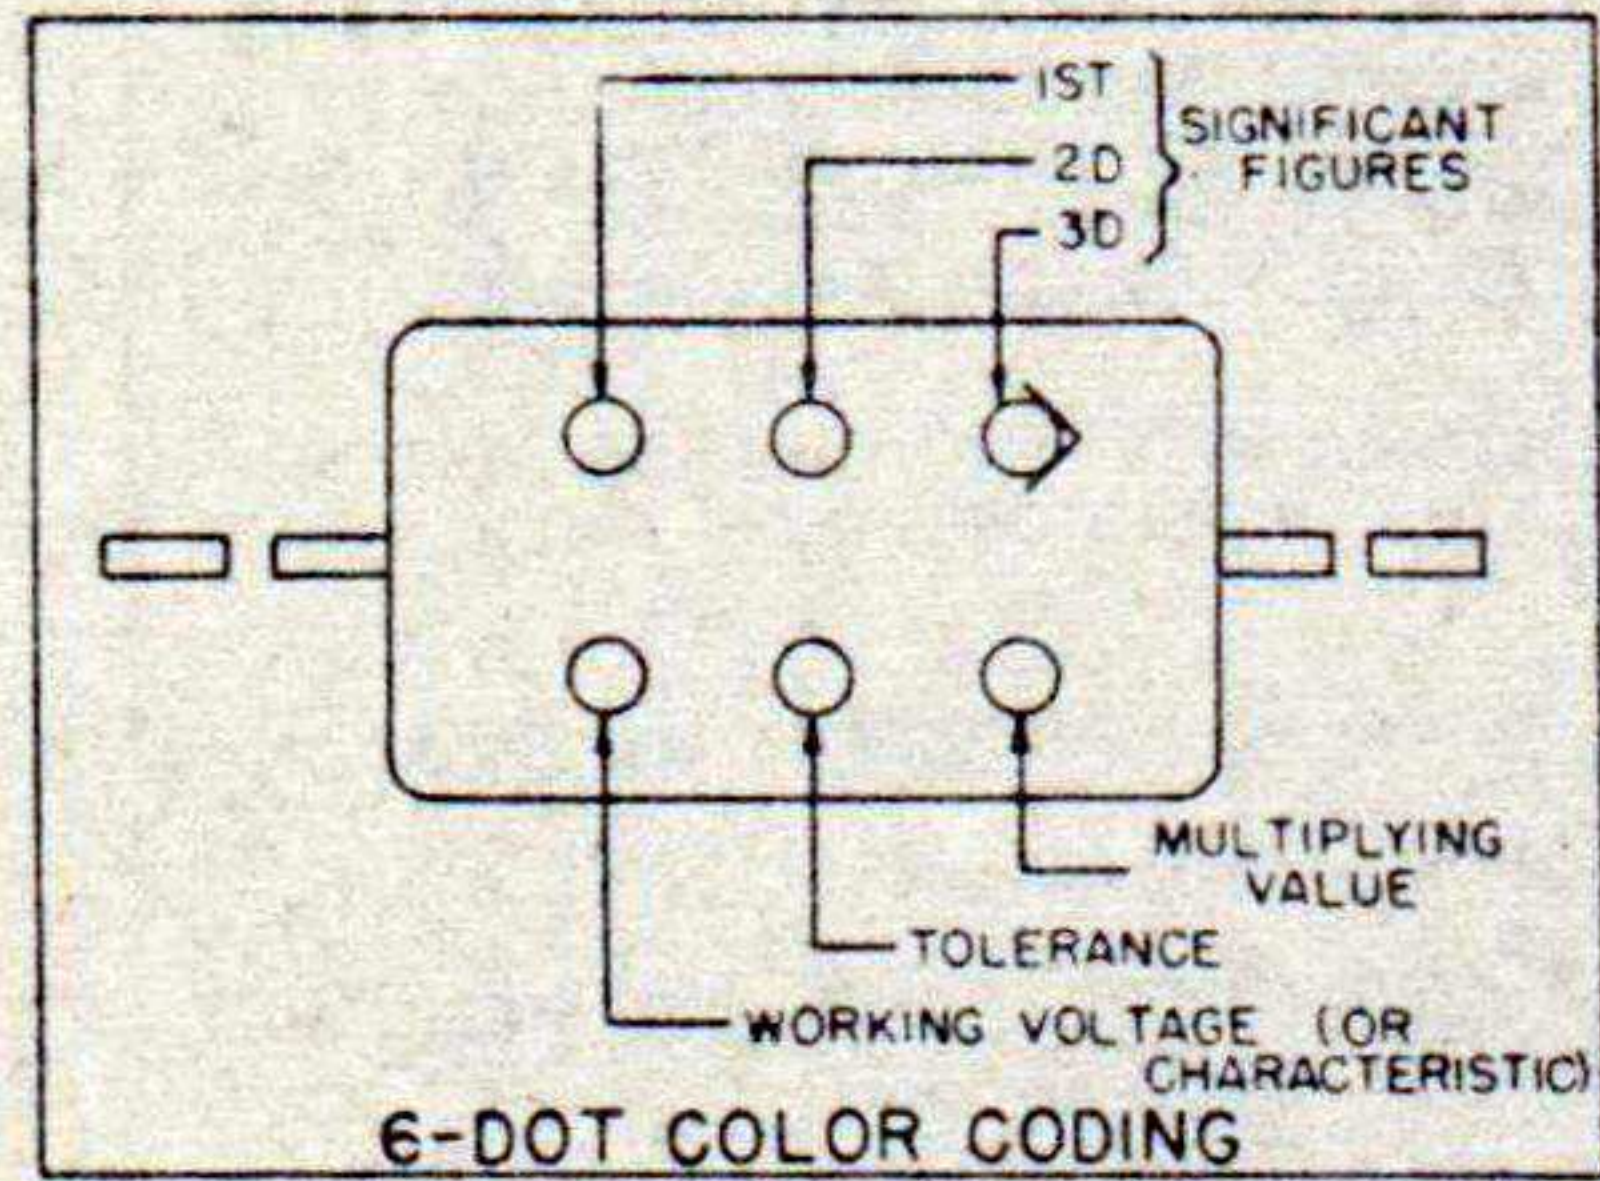 1ST
2D
3D
SIGNIFICANT
FIGURES
MULTIPLYING
VALUE
TOLERANCE
WORKING VOLTAGE (OR
CHARACTERISTIC)
6-DOT COLOR CODING